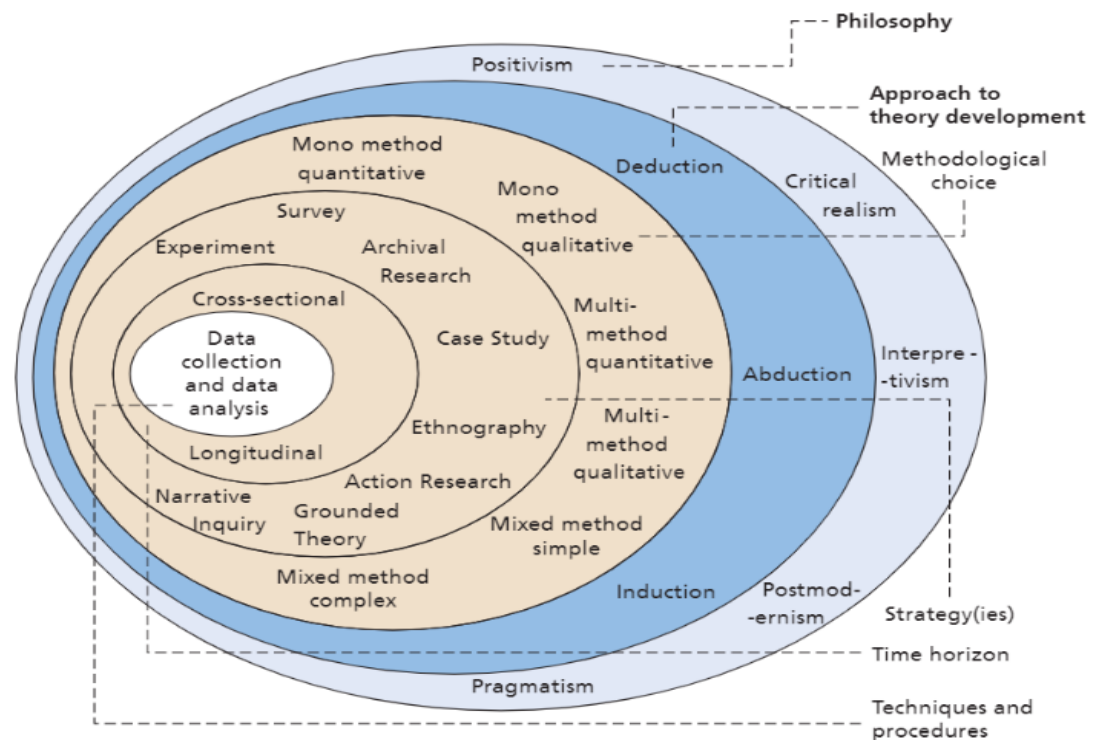 Philosophy
Positivism
Approach to
theory development
Mono method
quantitative
Deduction
Methodological
choice
Mono
method
qualitative
Critical
realism
Survey
Experiment
Archival
Research
Cross-sectional
Multi-
method
quantitative
Data
collection
and data
analysis
Case Study
Abduction
Interpre-
-tivism
Multi-
method
qualitative
Ethnography
Longitudinal
Action Research
Narrative
Inquiry
Grounded
Theory
Mixed method
simple
Mixed method
complex
Induction
Postmod-
-ernism
Strategy(ies)
Time horizon
Pragmatism
Techniques and
procedures